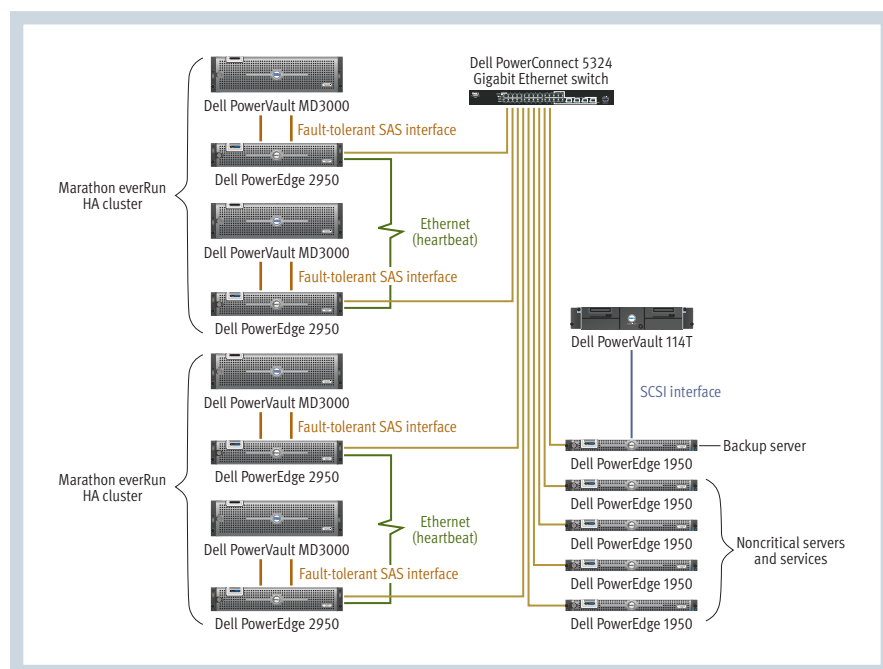 Dell PowerConnect 5324
Gigabit Ethernet switch
Dell PowerVault MD3000
Fault-tolerant SAS interface
Dell PowerEdge 2950
Marathon everRun
HA cluster
Ethernet
(heartbeat)
Dell PowerVault MD3000
Fault-tolerant SAS interface
Dell PowerEdge 2950
Dell PowerVault 114T
SCSI interface
Dell PowerVault MD3000
Fault-tolerant SAS interface
Dell PowerEdge 2950
Marathon everRun
HA cluster
Ethernet
(heartbeat)
Dell PowerVault MD3000
Fault-tolerant SAS interface
Dell PowerEdge 2950
Backup server
Dell PowerEdge 1950
Dell PowerEdge 1950
Dell PowerEdge 1950
Noncritical servers
and services
Dell PowerEdge 1950
Dell PowerEdge 1950